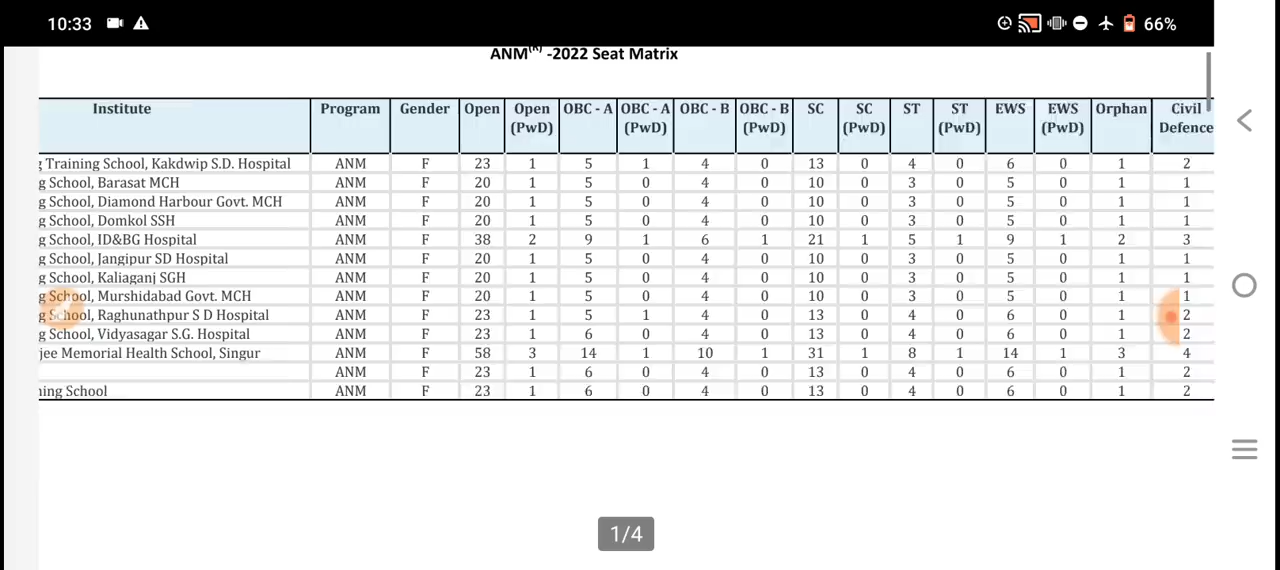 10:33 66%
ANM(R) -2022 Seat Matrix
Institute Program Gender Open Open (PwD) OBC - A OBC - A (PwD) OBC - B OBC - B (PwD) SC SC (PwD) ST ST (PwD) EWS EWS (PwD) Orphan Civil Defence
g Training School, Kakdwip S.D. Hospital ANM F 23 1 5 1 4 0 13 0 4 0 6 0 1 2
g School, Barasat MCH ANM F 20 1 5 0 4 0 10 0 3 0 5 0 1 1
g School, Diamond Harbour Govt. MCH ANM F 20 1 5 0 4 0 10 0 3 0 5 0 1 1
g School, Domkol SSH ANM F 20 1 5 0 4 0 10 0 3 0 5 0 1 1
g School, ID&BG Hospital ANM F 38 2 9 1 6 1 21 1 5 1 9 1 2 3
g School, Jangipur SD Hospital ANM F 20 1 5 0 4 0 10 0 3 0 5 0 1 1
g School, Kaliaganj SGH ANM F 20 1 5 0 4 0 10 0 3 0 5 0 1 1
g School, Murshidabad Govt. MCH ANM F 20 1 5 0 4 0 10 0 3 0 5 0 1 1
g School, Raghunathpur S D Hospital ANM F 23 1 5 1 4 0 13 0 4 0 6 0 1 2
g School, Vidyasagar S.G. Hospital ANM F 23 1 6 0 4 0 13 0 4 0 6 0 1 2
jee Memorial Health School, Singur ANM F 58 3 14 1 10 1 31 1 8 1 14 1 3 4
ANM F 23 1 6 0 4 0 13 0 4 0 6 0 1 2
ning School ANM F 23 1 6 0 4 0 13 0 4 0 6 0 1 2
1/4